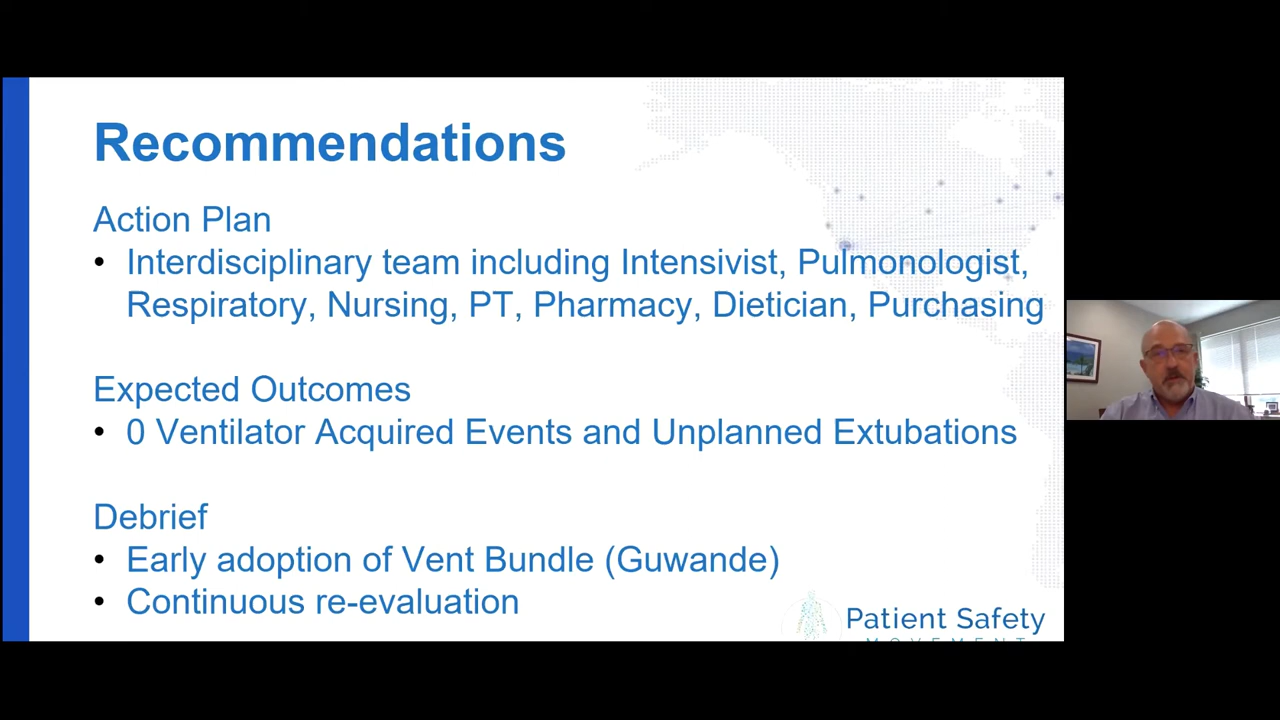 Recommendations
Action Plan
• Interdisciplinary team including Intensivist, Pulmonologist,
Respiratory, Nursing, PT, Pharmacy, Dietician, Purchasing
Expected Outcomes
• 0 Ventilator Acquired Events and Unplanned Extubations
Debrief
• Early adoption of Vent Bundle (Guwande)
• Continuous re-evaluation
Patient Safety
MOVEMENT